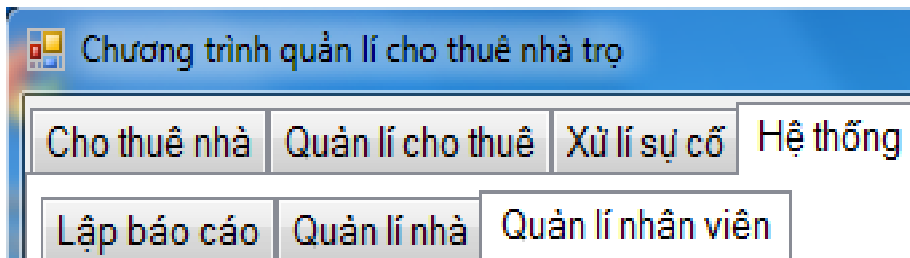 Chương trình quản lí cho thuê nhà trọ
Cho thuê nhà Quản lí cho thuê Xử lí sự cố Hệ thống
Lập báo cáo Quản lí nhà Quản lí nhân viên